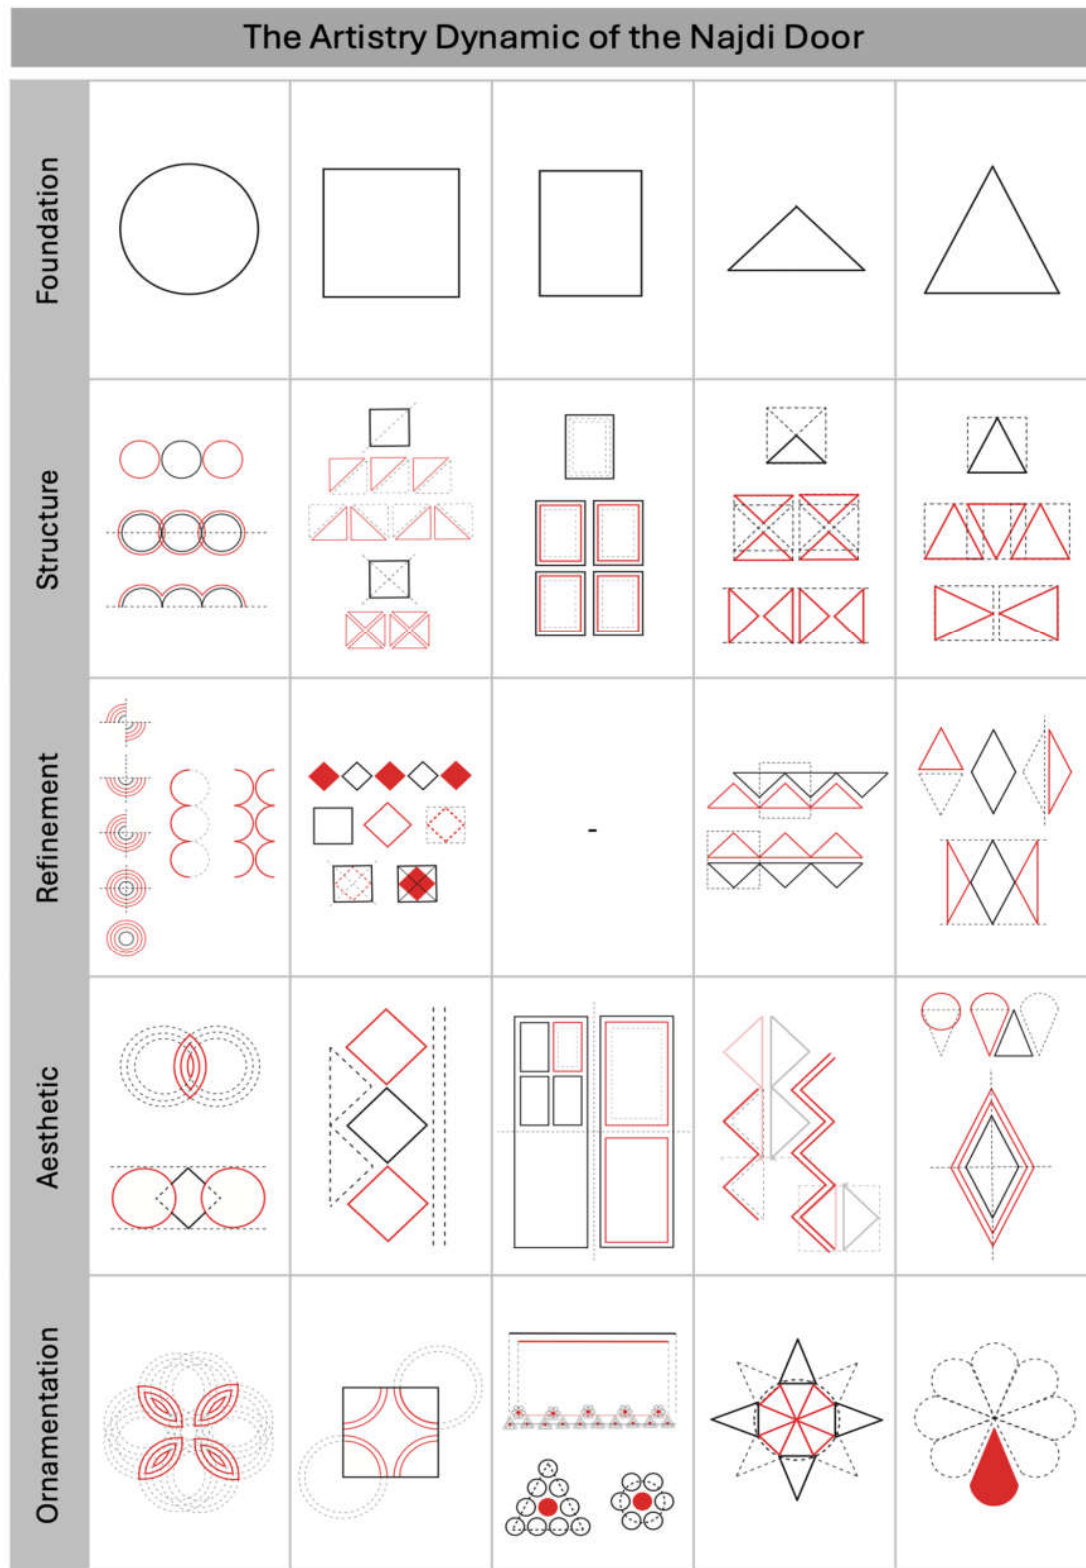 The Artistry Dynamic of the Najdi Door
Foundation
Structure
Refinement
-
Aesthetic
Ornamentation